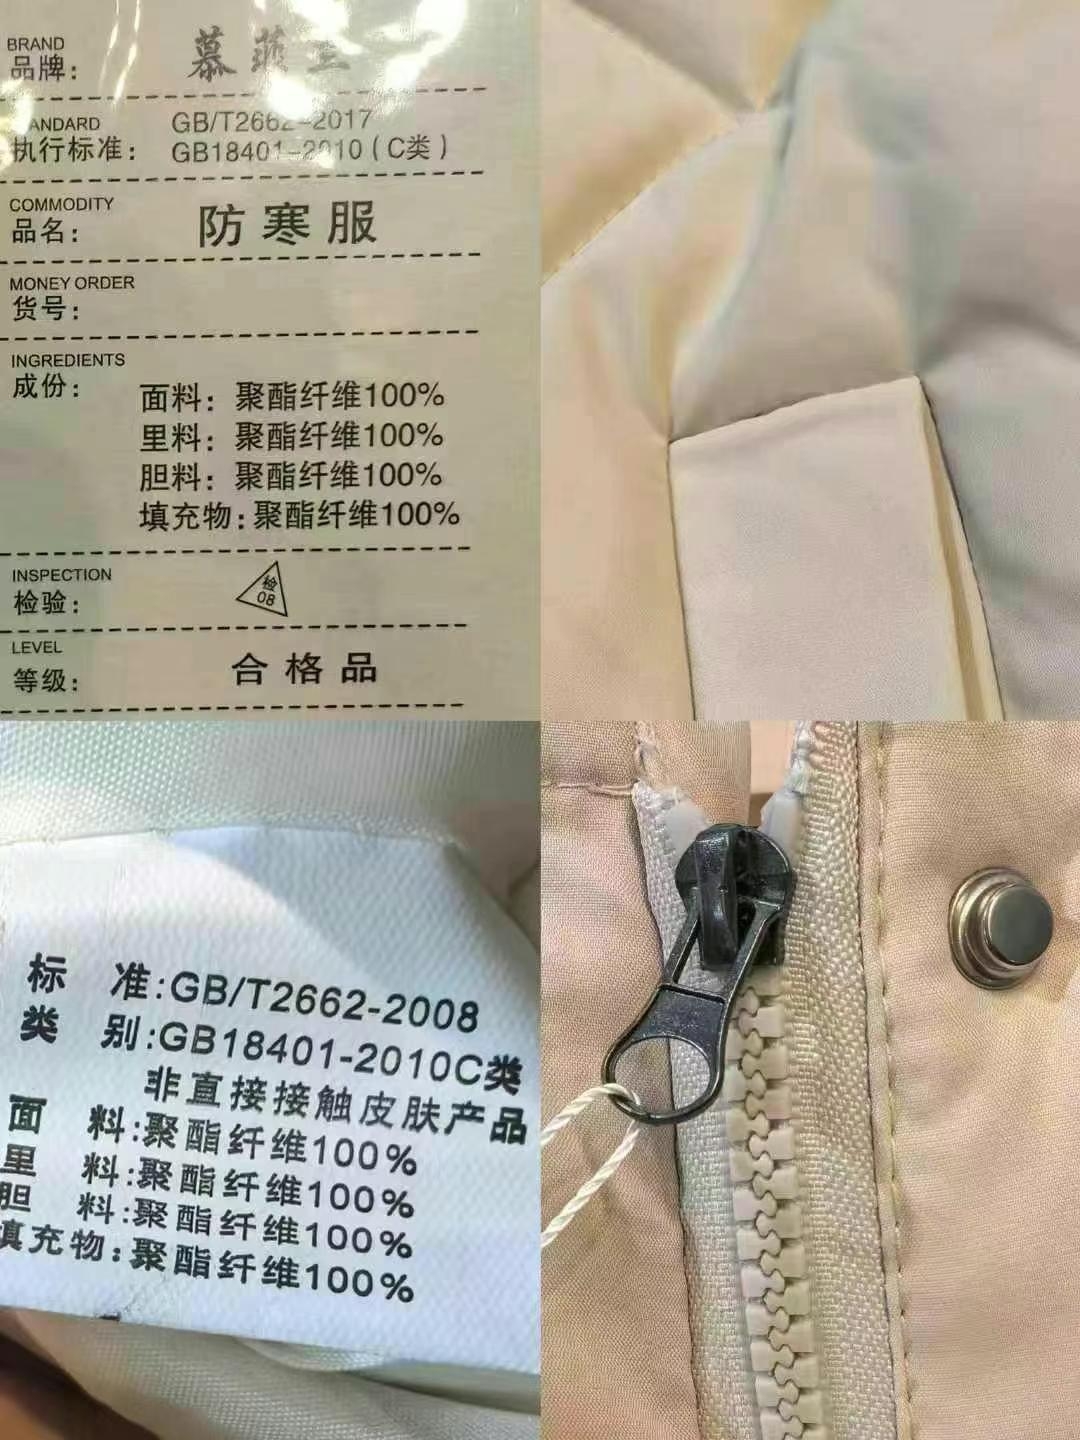 BRAND
品牌：
慕菲兰
STANDARD
GB/T2662-2017
执行标准：
GB18401-2010（C类）
COMMODITY
品名：
防寒服
MONEY ORDER
货号：
INGREDIENTS
成份：
面料：聚酯纤维100%
里料：聚酯纤维100%
胆料：聚酯纤维100%
填充物：聚酯纤维100%
INSPECTION
检验：
检
08
LEVEL
等级：
合格品
标 准:GB/T2662-2008
类 别:GB18401-2010C类
非直接接触皮肤产品
面 料:聚酯纤维100%
里 料:聚酯纤维100%
胆 料:聚酯纤维100%
填充物:聚酯纤维100%